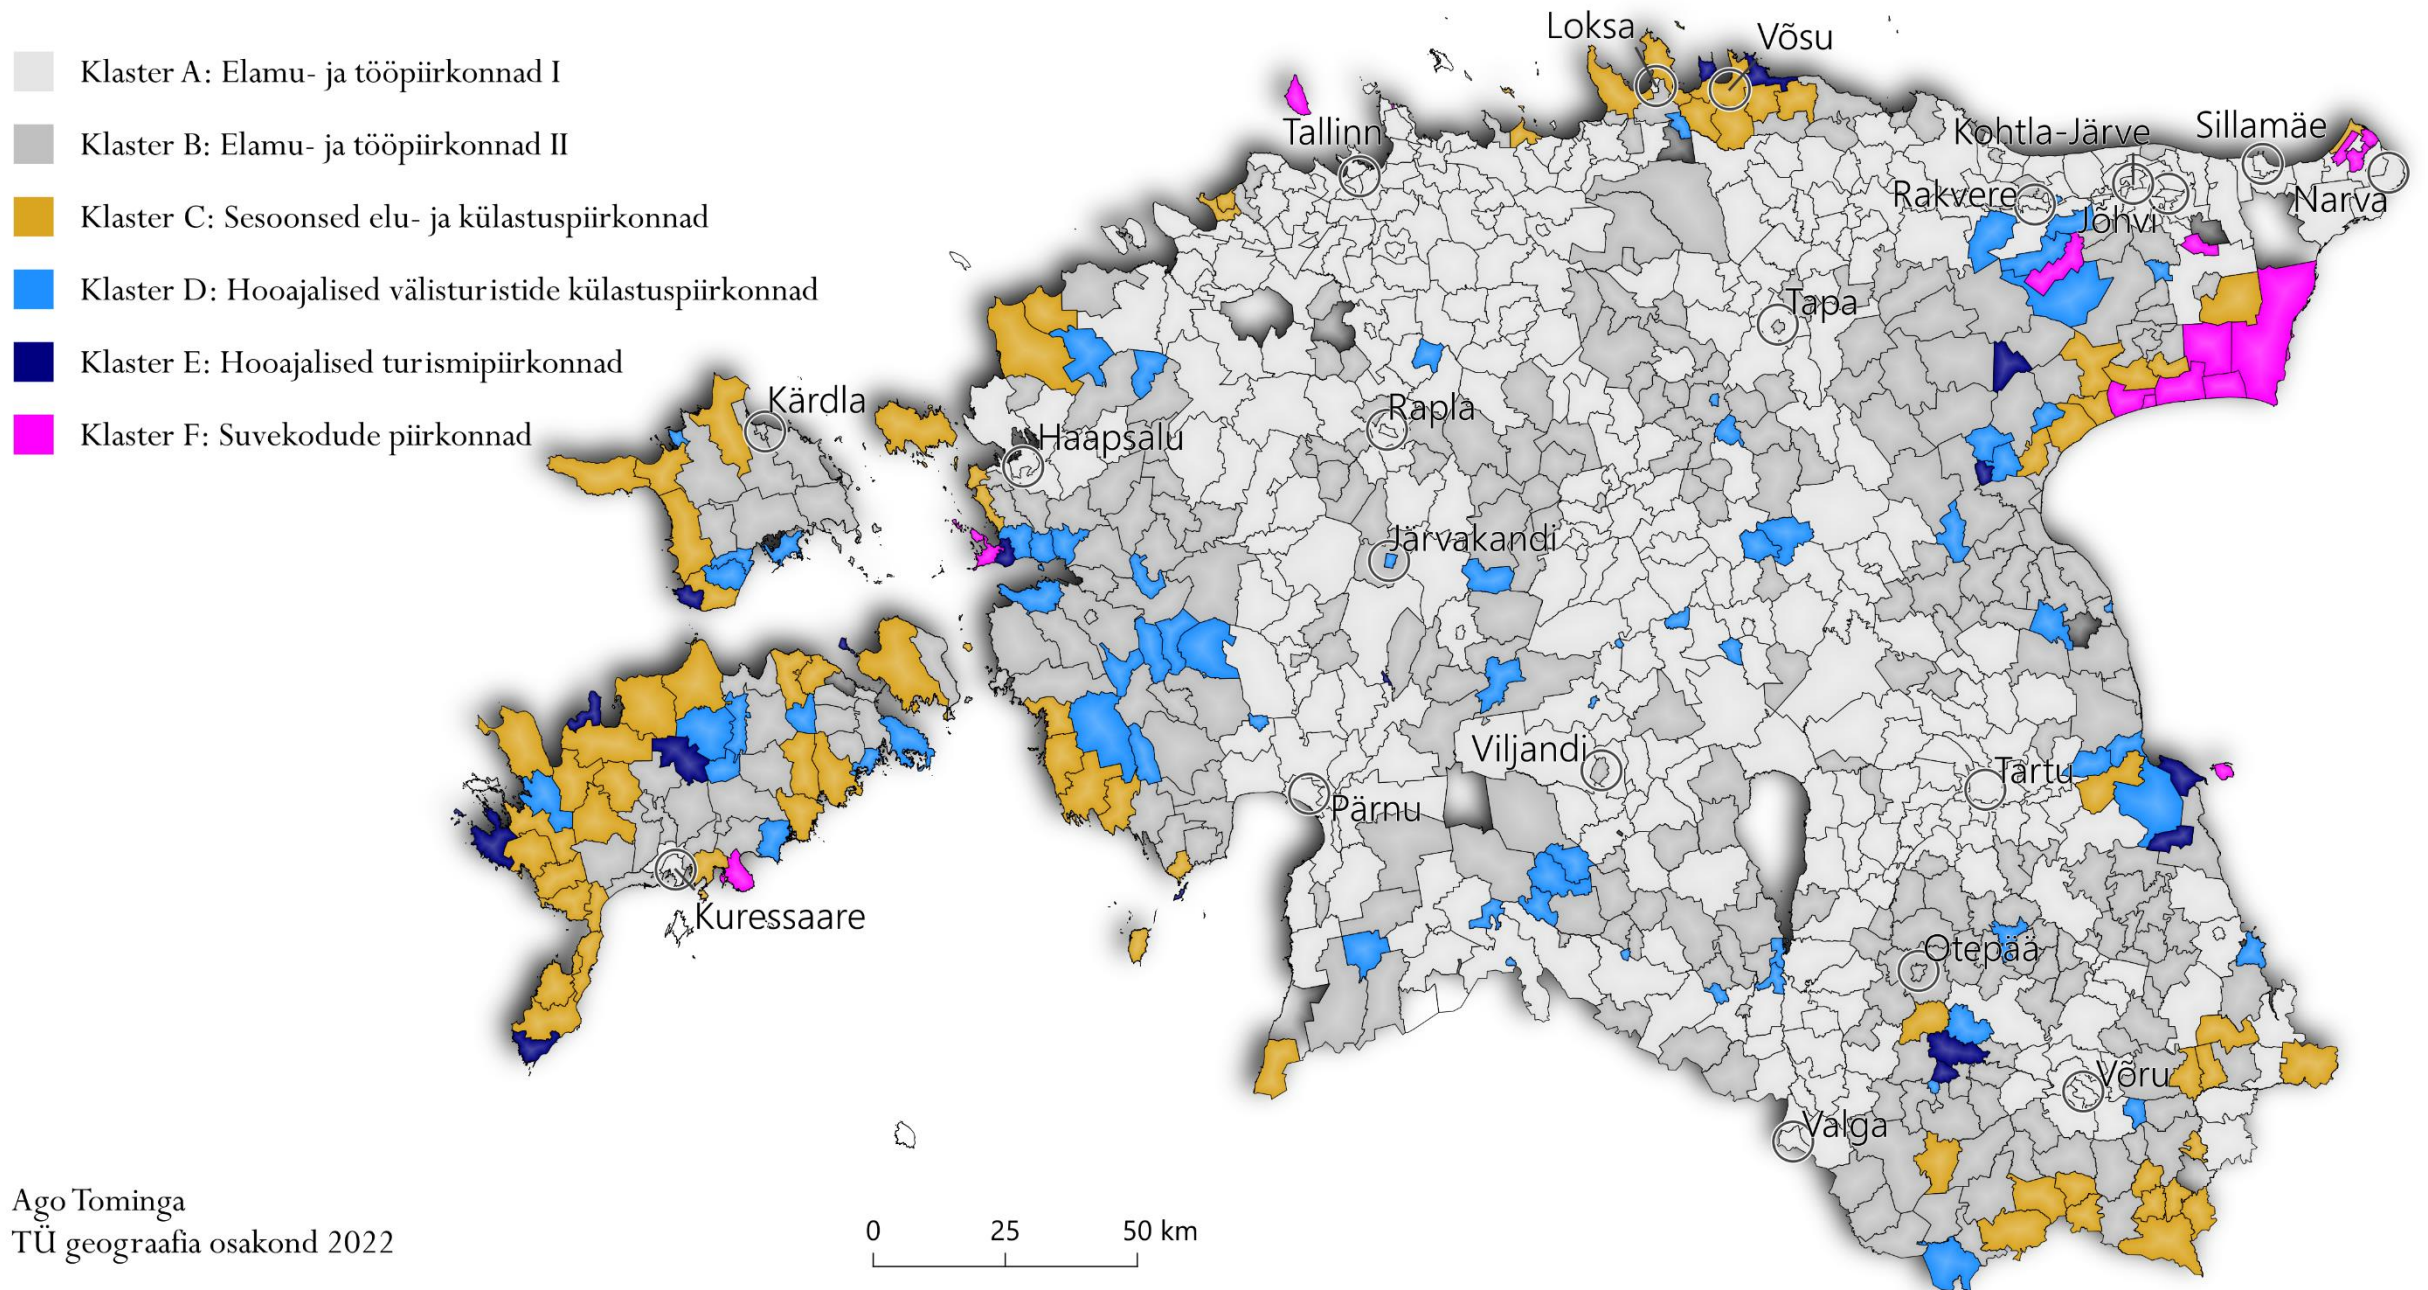 Klaster A: Elamu- ja tööpiirkonnad I
Klaster B: Elamu- ja tööpiirkonnad II
Klaster C: Sesoonsed elu- ja külastuspiirkonnad
Klaster D: Hooajalised välisturistide külastuspiirkonnad
Klaster E: Hooajalised turismipiirkonnad
Klaster F: Suvekodude piirkonnad
Loksa
Võsu
Tallinn
Kohtla-Järve
Sillamäe
Rakvere
Jõhvi
Narva
Tapa
Kärdla
Haapsalu
Rapla
Järvakandi
Viljandi
Pärnu
Tartu
Kuressaare
Otepää
Võru
Valga
Ago Tominga
TÜ geograafia osakond 2022
0 25 50 km